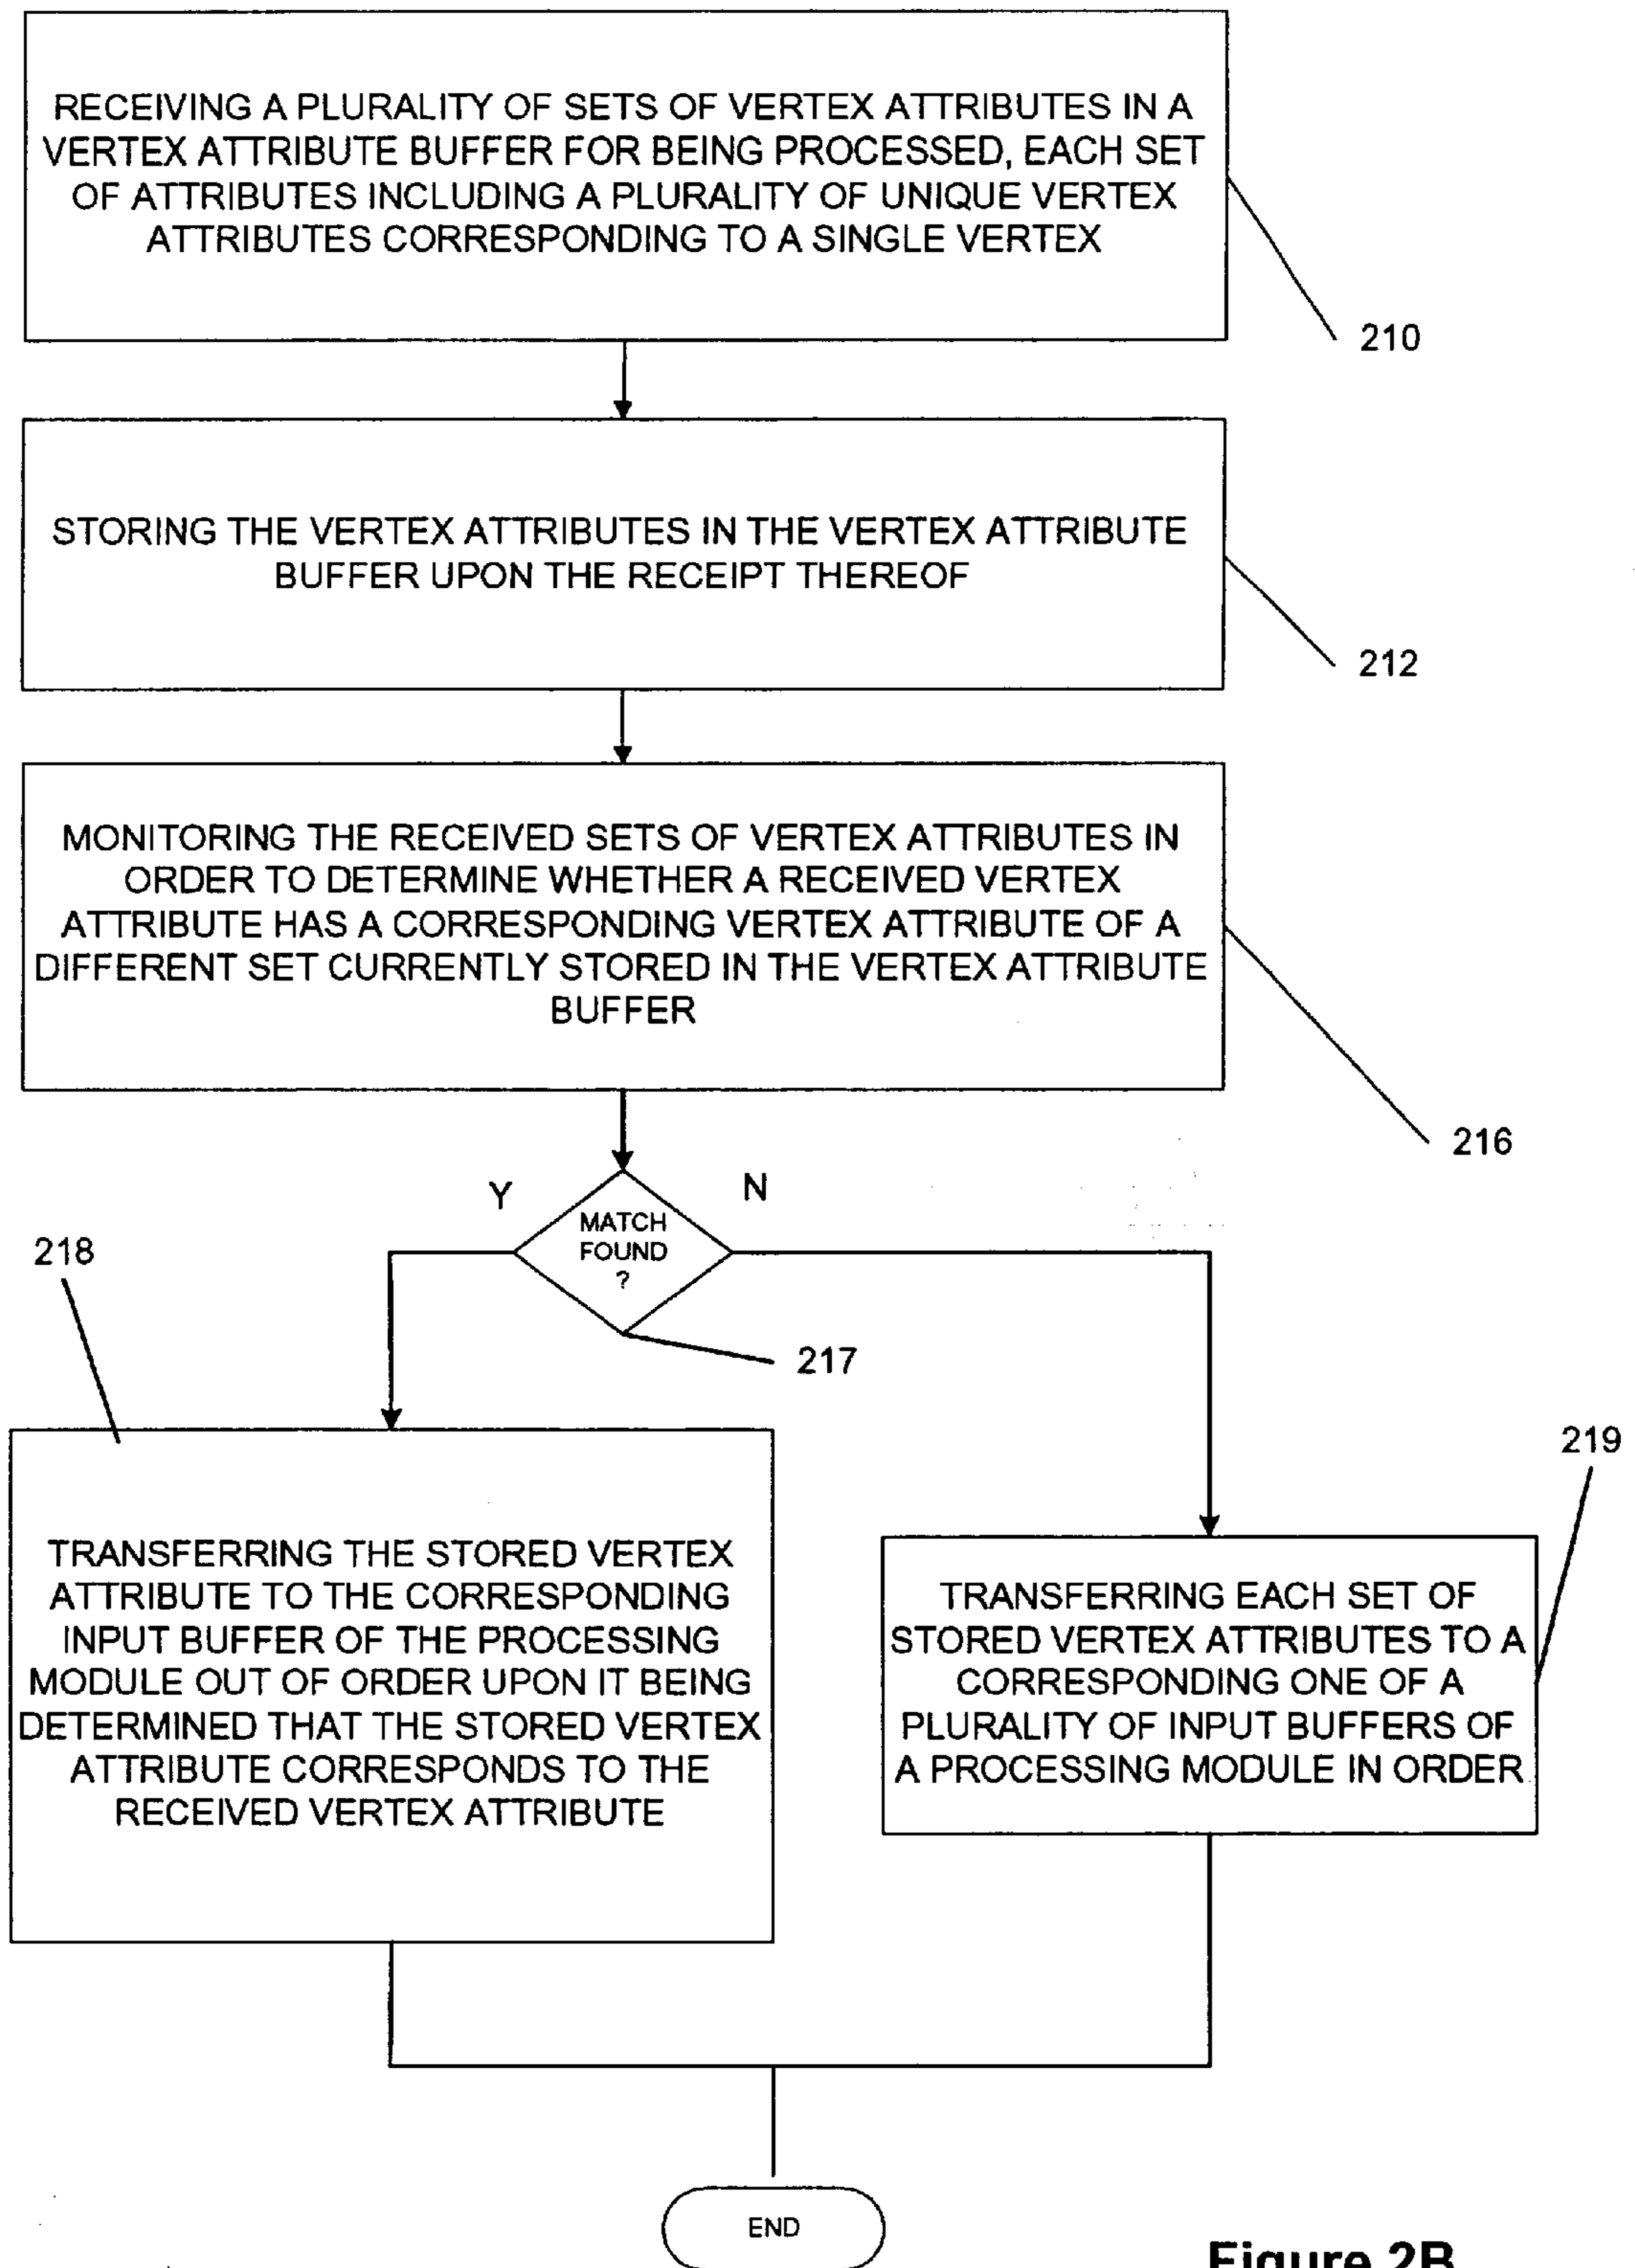 RECEIVING A PLURALITY OF SETS OF VERTEX ATTRIBUTES IN A
VERTEX ATTRIBUTE BUFFER FOR BEING PROCESSED, EACH SET
OF ATTRIBUTES INCLUDING A PLURALITY OF UNIQUE VERTEX
ATTRIBUTES CORRESPONDING TO A SINGLE VERTEX
210
STORING THE VERTEX ATTRIBUTES IN THE VERTEX ATTRIBUTE
BUFFER UPON THE RECEIPT THEREOF
212
MONITORING THE RECEIVED SETS OF VERTEX ATTRIBUTES IN
ORDER TO DETERMINE WHETHER A RECEIVED VERTEX
ATTRIBUTE HAS A CORRESPONDING VERTEX ATTRIBUTE OF A
DIFFERENT SET CURRENTLY STORED IN THE VERTEX ATTRIBUTE
BUFFER
216
Y
N
MATCH
FOUND
?
217
218
TRANSFERRING THE STORED VERTEX
ATTRIBUTE TO THE CORRESPONDING
INPUT BUFFER OF THE PROCESSING
MODULE OUT OF ORDER UPON IT BEING
DETERMINED THAT THE STORED VERTEX
ATTRIBUTE CORRESPONDS TO THE
RECEIVED VERTEX ATTRIBUTE
219
TRANSFERRING EACH SET OF
STORED VERTEX ATTRIBUTES TO A
CORRESPONDING ONE OF A
PLURALITY OF INPUT BUFFERS OF
A PROCESSING MODULE IN ORDER
END
Figure 2B